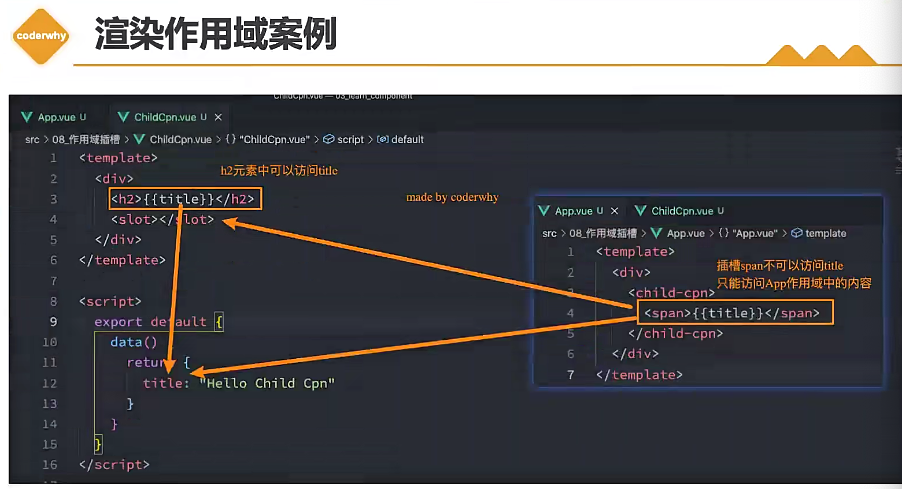 coderwhy
渲染作用域案例
ChildCpn.vue — 03_learn_component
App.vue U
ChildCpn.vue U ×
src > 08_作用域插槽 > ChildCpn.vue > {} "ChildCpn.vue" > script > default
1 <template>
2 <div>
3 <h2>{{title}}</h2>
4 <slot></slot>
5 </div>
6 </template>
7
8 <script>
9 export default {
10 data()
11 return {
12 title: "Hello Child Cpn"
13 }
14 }
15 }
16 </script>
h2元素中可以访问title
made by coderwhy
App.vue U ×
ChildCpn.vue U
src > 08_作用域插槽 > App.vue > {} "App.vue" > template
1 <template>
2 <div>
3 <child-cpn>
4 <span>{{title}}</span>
5 </child-cpn>
6 </div>
7 </template>
插槽span不可以访问title
只能访问App作用域中的内容